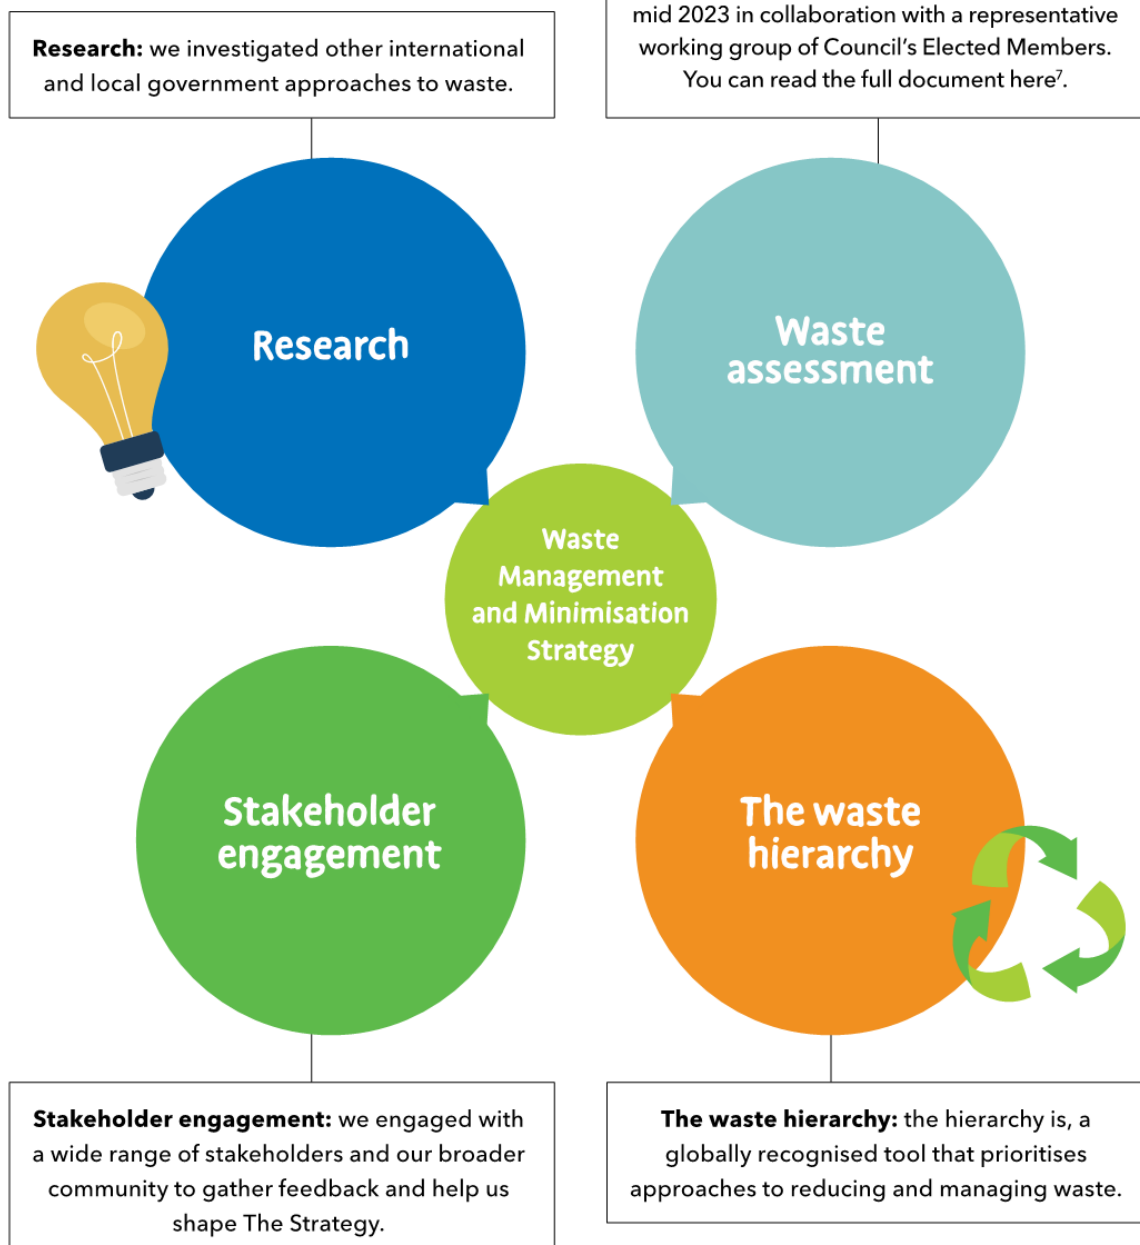 Research: we investigated other international
and local government approaches to waste.
mid 2023 in collaboration with a representative
working group of Council's Elected Members.
You can read the full document here⁷.
Research
Waste
assessment
Waste
Management
and Minimisation
Strategy
Stakeholder
engagement
The waste
hierarchy
Stakeholder engagement: we engaged with
a wide range of stakeholders and our broader
community to gather feedback and help us
shape The Strategy.
The waste hierarchy: the hierarchy is, a
globally recognised tool that prioritises
approaches to reducing and managing waste.